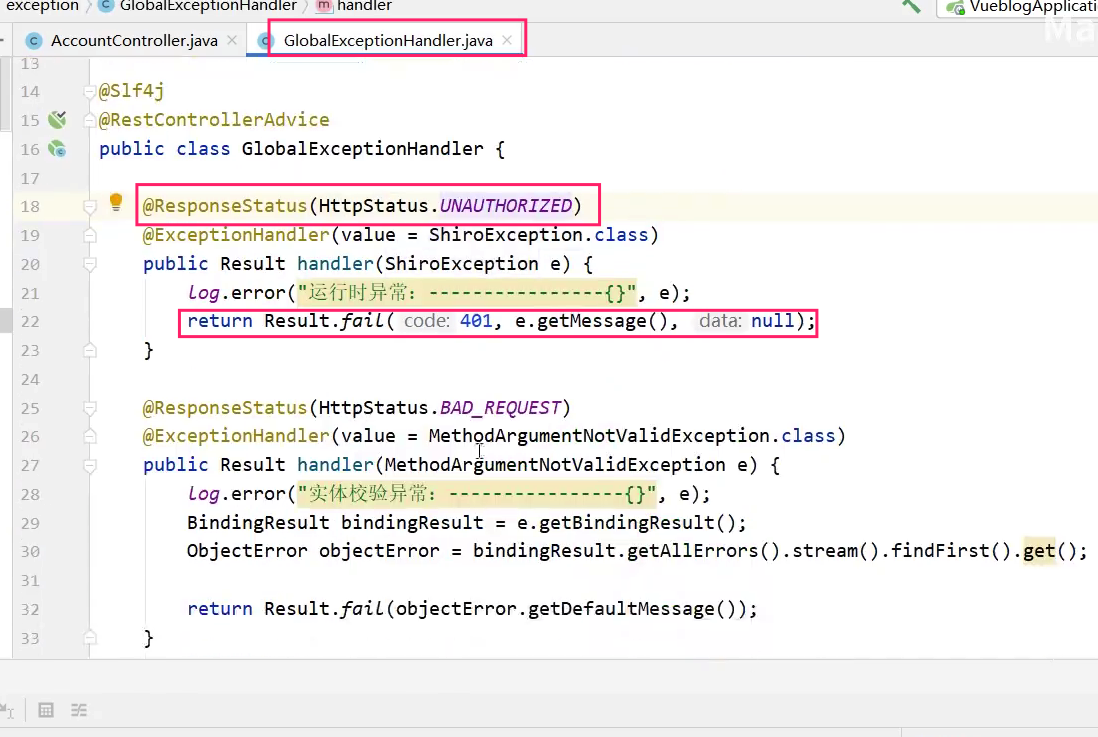 exception GlobalExceptionHandler handler VueblogApplicati
AccountController.java GlobalExceptionHandler.java
13
14 @Slf4j
15 @RestControllerAdvice
16 public class GlobalExceptionHandler {
17
18 @ResponseStatus(HttpStatus.UNAUTHORIZED)
19 @ExceptionHandler(value = ShiroException.class)
20 public Result handler(ShiroException e) {
21 log.error("运行时异常：----------------{}", e);
22 return Result.fail( code: 401, e.getMessage(), data: null);
23 }
24
25 @ResponseStatus(HttpStatus.BAD_REQUEST)
26 @ExceptionHandler(value = MethodArgumentNotValidException.class)
27 public Result handler(MethodArgumentNotValidException e) {
28 log.error("实体校验异常：----------------{}", e);
29 BindingResult bindingResult = e.getBindingResult();
30 ObjectError objectError = bindingResult.getAllErrors().stream().findFirst().get();
31
32 return Result.fail(objectError.getDefaultMessage());
33 }